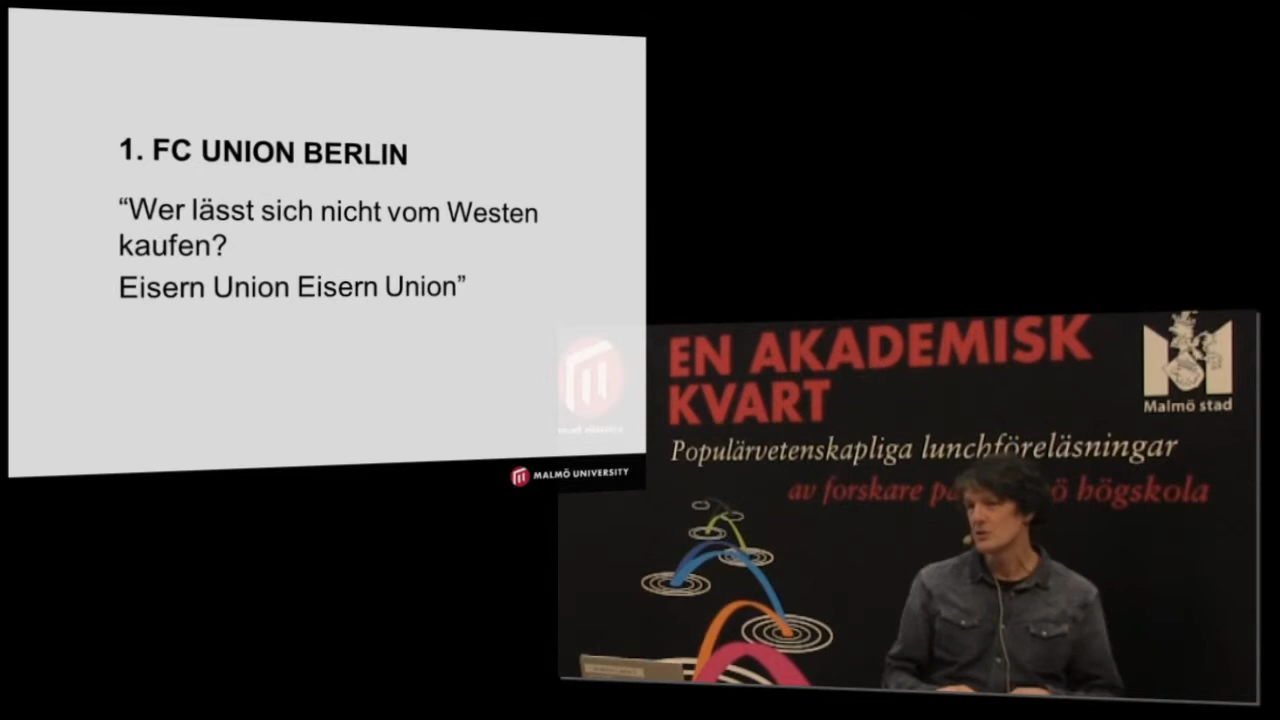 1. FC UNION BERLIN
“Wer lässt sich nicht vom Westen
kaufen?
Eisern Union Eisern Union”
MALMÖ UNIVERSITY
EN AKADEMISK
KVART
Populärvetenskapliga lunchföreläsningar
av forskare på ö högskola
Malmö stad